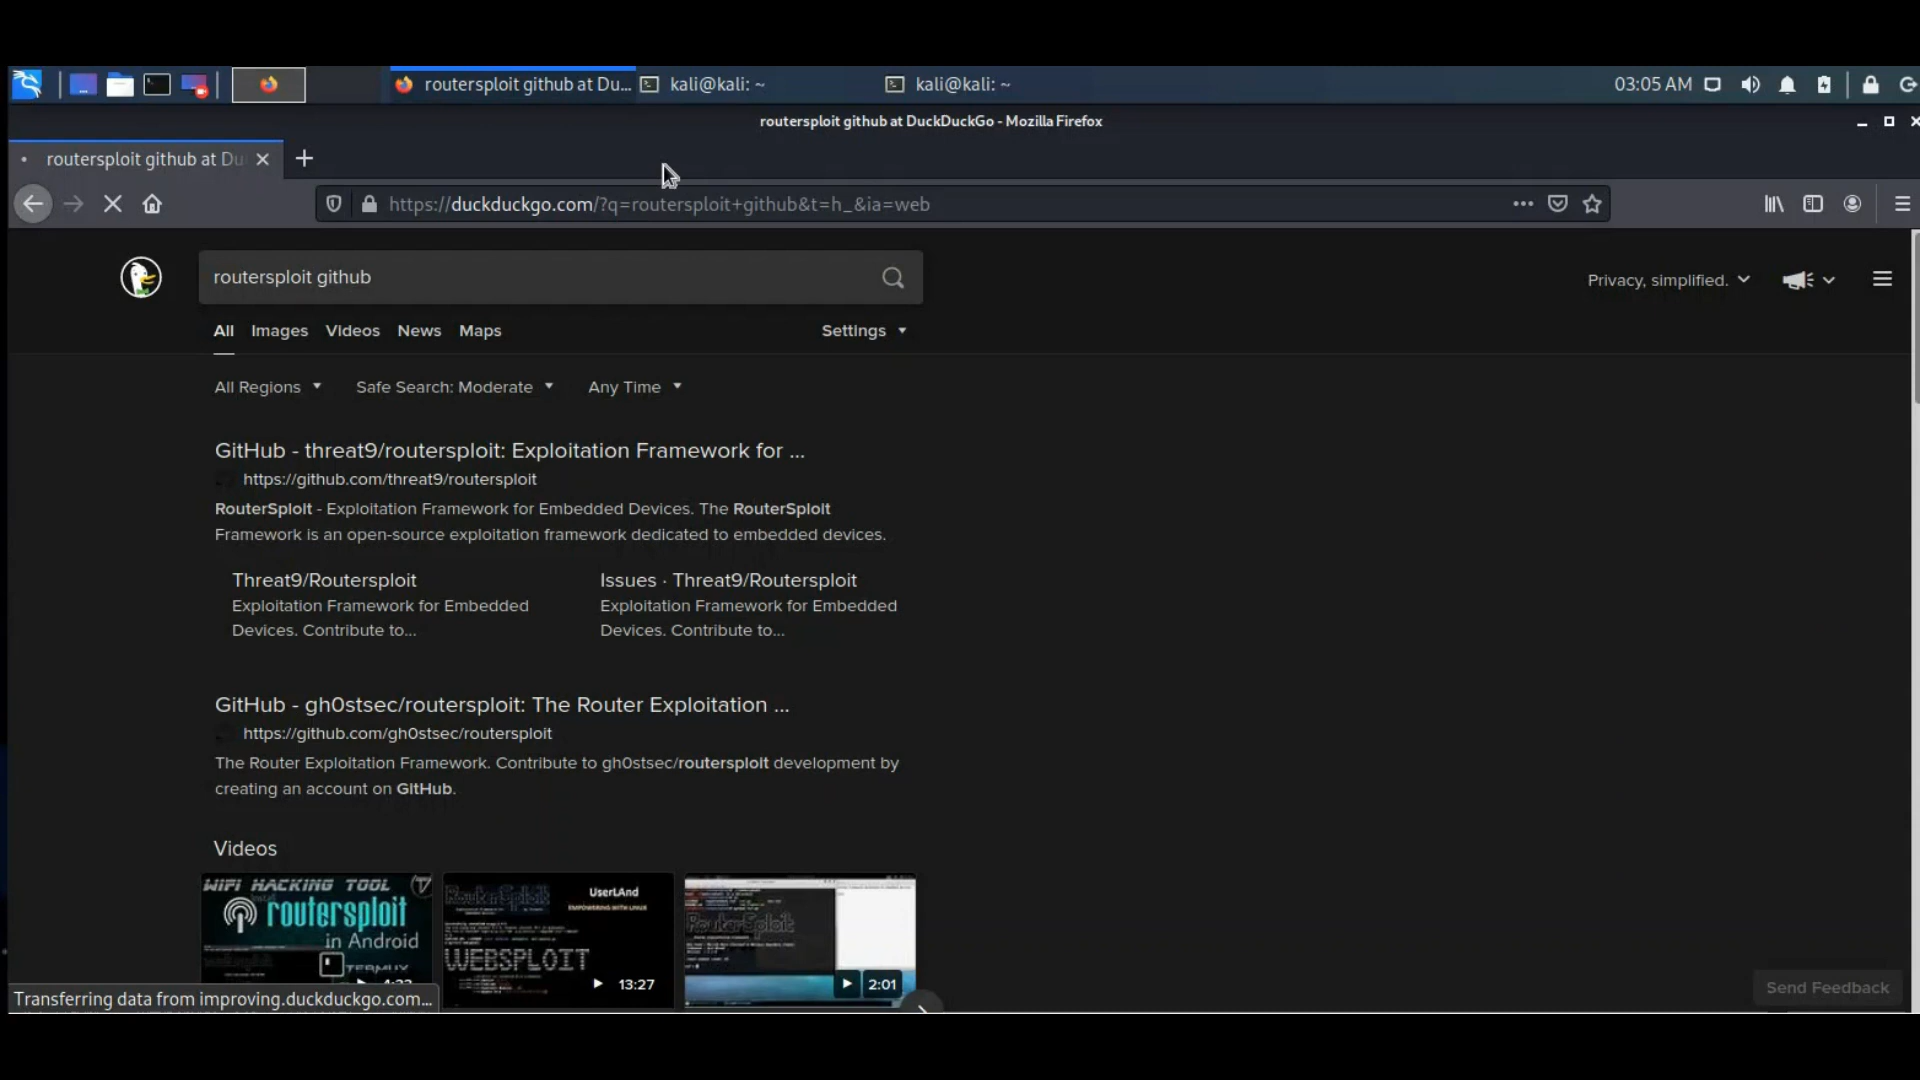 routersploit github at Du...
kali@kali: ~
kali@kali: ~
03:05 AM
routersploit github at DuckDuckGo - Mozilla Firefox
routersploit github at Du
https://duckduckgo.com/?q=routersploit+github&t=h_&ia=web
routersploit github
Privacy, simplified.
All Images Videos News Maps
Settings
All Regions
Safe Search: Moderate
Any Time
GitHub - threat9/routersploit: Exploitation Framework for ...
https://github.com/threat9/routersploit
RouterSploit - Exploitation Framework for Embedded Devices. The RouterSploit
Framework is an open-source exploitation framework dedicated to embedded devices.
Threat9/Routersploit
Exploitation Framework for Embedded
Devices. Contribute to...
Issues · Threat9/Routersploit
Exploitation Framework for Embedded
Devices. Contribute to...
GitHub - gh0stsec/routersploit: The Router Exploitation ...
https://github.com/gh0stsec/routersploit
The Router Exploitation Framework. Contribute to gh0stsec/routersploit development by
creating an account on GitHub.
Videos
WIFI HACKING TOOL
routersploit
in Android
TERMUX
RouterSploit
UserLAnd
EMPOWERING WITH LINUX
WEBSPLOIT
13:27
RouterSploit
2:01
Transferring data from improving.duckduckgo.com...
Send Feedback